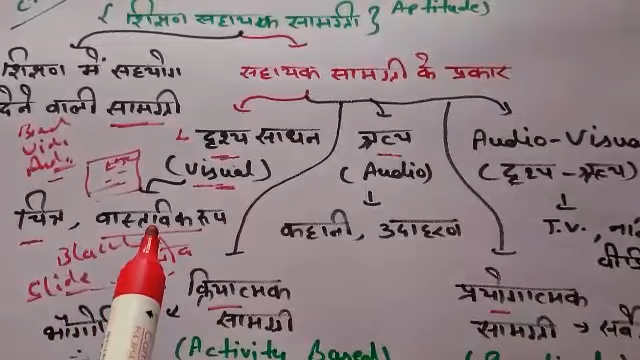 {शिक्षण सहायक सामग्री} Aptitude)
शिक्षण में सहयोग
देने वाली सामग्री
सहायक सामग्री के प्रकार
दृश्य साधन
(Visual)
श्रव्य
(Audio)
Audio-Visual
(दृश्य-श्रव्य)
चित्र, वास्तविक रूप
Slide
कहानी, उदाहरण
T.V.,
क्रियात्मक
सामग्री
(Activity Based)
प्रयोगात्मक
सामग्री